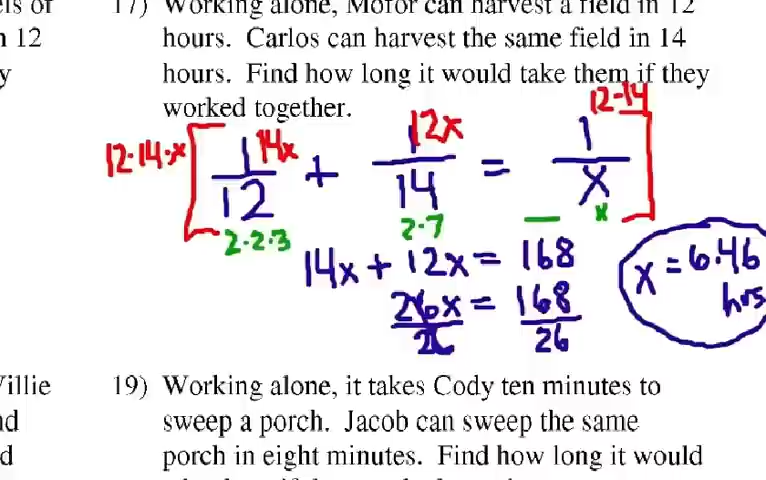 els of
17) Working alone, Mofor can harvest a field in 12
n 12
hours. Carlos can harvest the same field in 14
y
hours. Find how long it would take them if they
worked together.
12·14·x [ 1 14x / 12 + 1 12x / 14 = 1 12·14 / x ]
2·2·3 2·7 x
14x + 12x = 168
26x / 26 = 168 / 26
x = 6.46
hrs
Willie
19) Working alone, it takes Cody ten minutes to
sweep a porch. Jacob can sweep the same
d
porch in eight minutes. Find how long it would